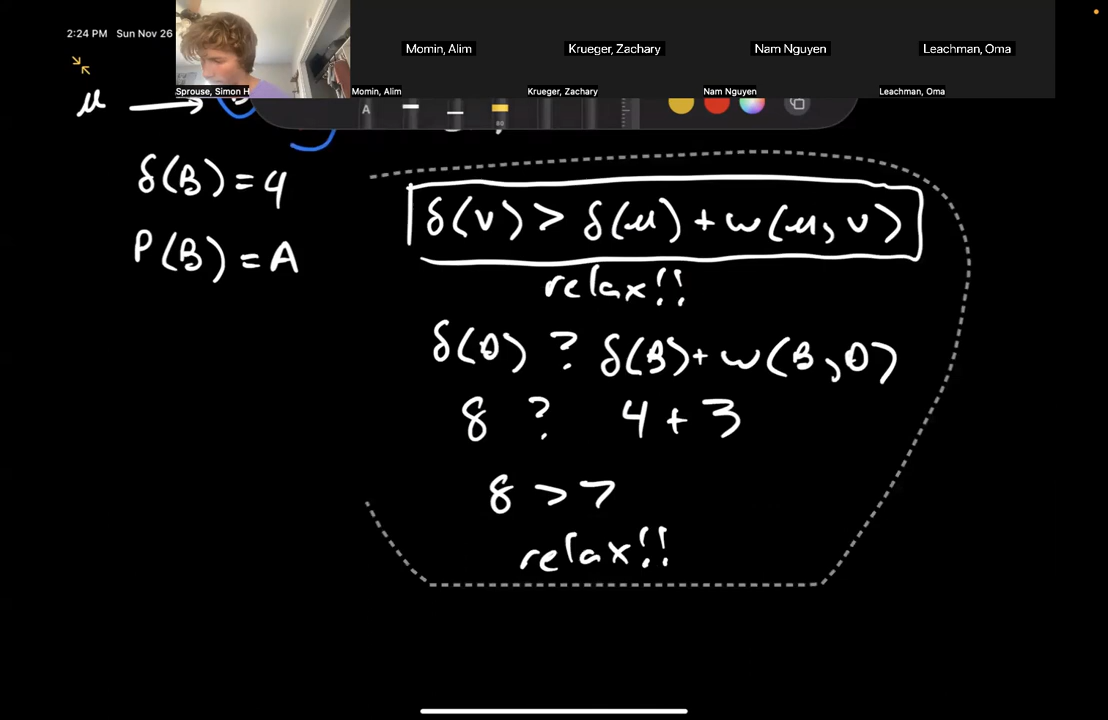 2:24 PM Sun Nov 26
Momin, Alim
Krueger, Zachary
Nam Nguyen
Leachman, Oma
Sprouse, Simon H
Momin, Alim
Krueger, Zachary
Nam Nguyen
Leachman, Oma
A
80
μ →
δ(B) = 4
P(B) = A
δ(v) > δ(μ) + w(μ, v)
relax!!
δ(D) ? δ(B) + w(B, D)
8 ? 4 + 3
8 > 7
relax!!